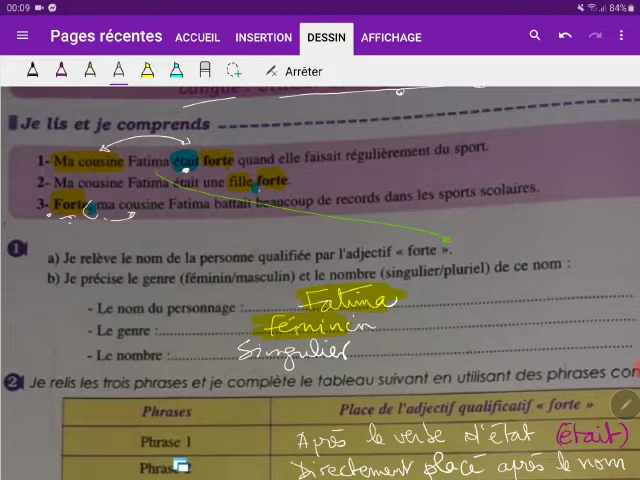 00:09
84%
Pages récentes ACCUEIL INSERTION DESSIN AFFICHAGE
Arrêter
Je lis et je comprends
1- Ma cousine Fatima était forte quand elle faisait régulièrement du sport.
2- Ma cousine Fatima était une fille forte.
3- Forte ma cousine Fatima battait beaucoup de records dans les sports scolaires.
1
a) Je relève le nom de la personne qualifiée par l'adjectif « forte ».
b) Je précise le genre (féminin/masculin) et le nombre (singulier/pluriel) de ce nom :
- Le nom du personnage : Fatima
- Le genre : Féminin
- Le nombre : Singulier
2 Je relis les trois phrases et je complète le tableau suivant en utilisant des phrases
Phrases Place de l'adjectif qualificatif « forte »
Phrase 1 Après le verbe d'état (était)
Phrase Directement placé après le nom